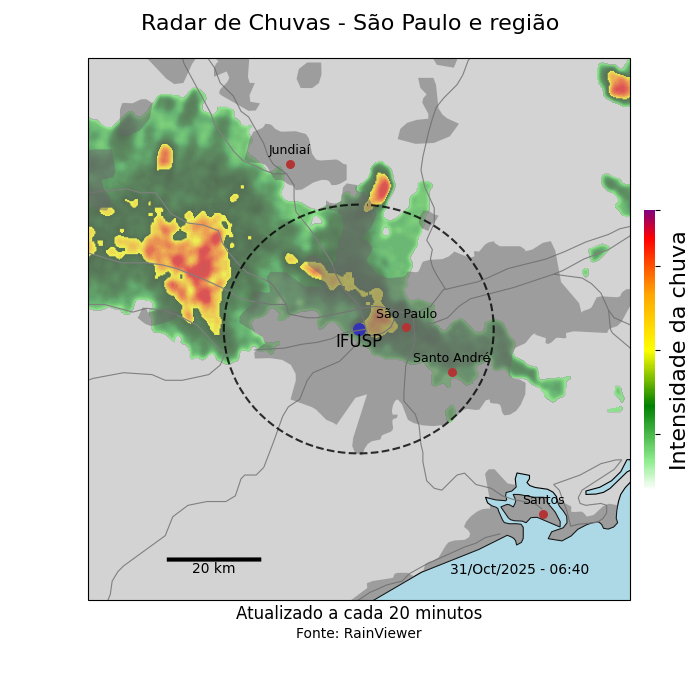 Radar de Chuvas - São Paulo e região
Jundiaí
São Paulo
IFUSP
Santo André
Intensidade da chuva
Santos
20 km
31/Oct/2025 - 06:40
Atualizado a cada 20 minutos
Fonte: RainViewer